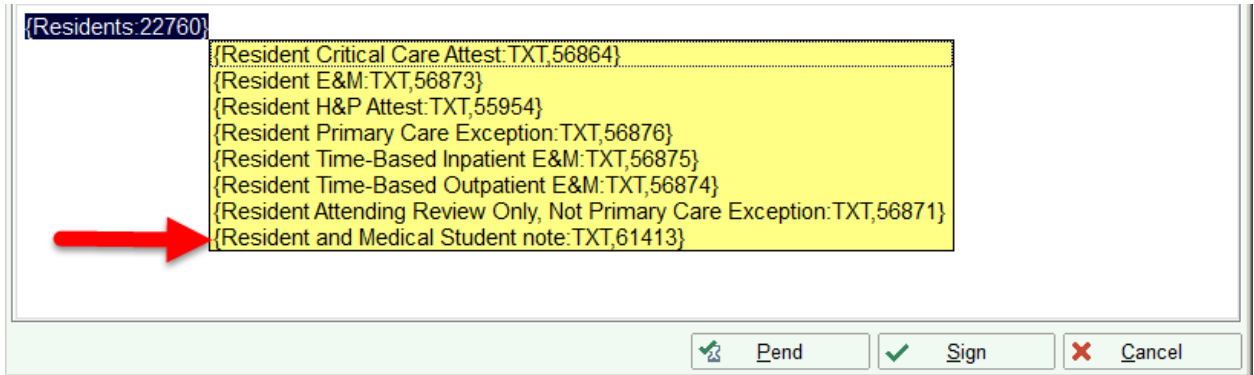 {Residents:22760}
{Resident Critical Care Attest:TXT,56864}
{Resident E&M:TXT,56873}
{Resident H&P Attest:TXT,55954}
{Resident Primary Care Exception:TXT,56876}
{Resident Time-Based Inpatient E&M:TXT,56875}
{Resident Time-Based Outpatient E&M:TXT,56874}
{Resident Attending Review Only, Not Primary Care Exception:TXT,56871}
{Resident and Medical Student note:TXT,61413}
Pend Sign Cancel